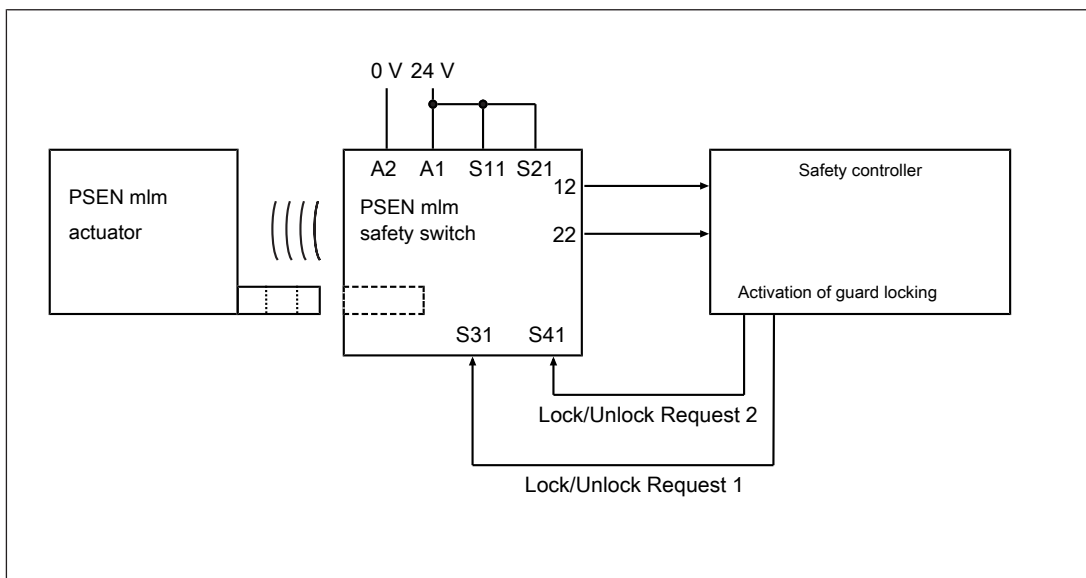 0 V 24 V
A2 A1 S11 S21
12
22
PSEN mlm
actuator
PSEN mlm
safety switch
S31 S41
Safety controller
Activation of guard locking
Lock/Unlock Request 2
Lock/Unlock Request 1